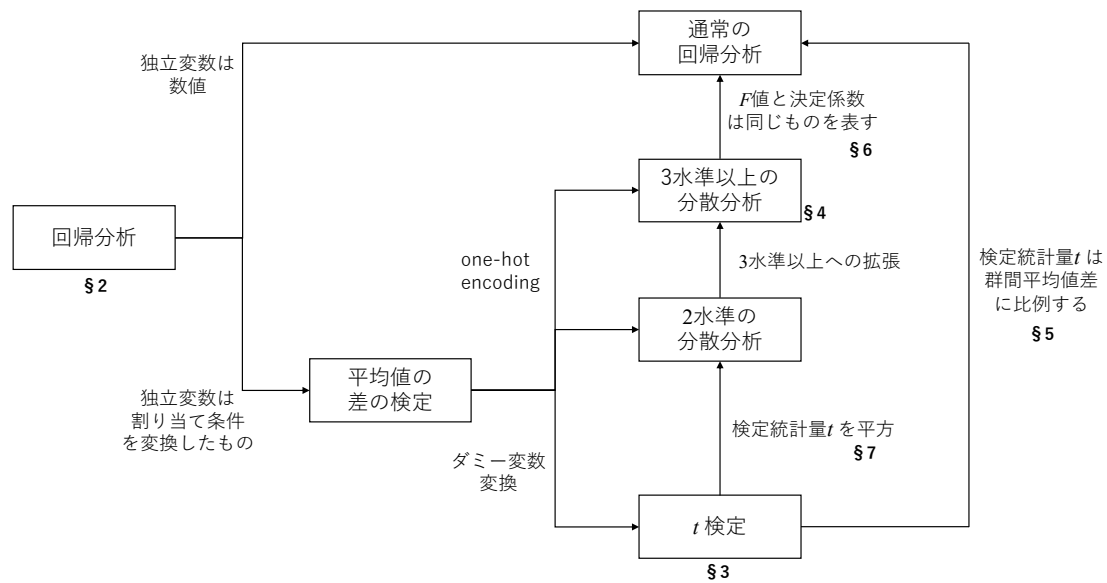 通常の
回帰分析
独立変数は
数値
F値と決定係数
は同じものを表す
§6
3水準以上の
分散分析
§4
回帰分析
§2
one-hot
encoding
3水準以上への拡張
検定統計量t は
群間平均値差
に比例する
§5
2水準の
分散分析
平均値の
差の検定
独立変数は
割り当て条件
を変換したもの
検定統計量t を平方
§7
ダミー変数
変換
t 検定
§3